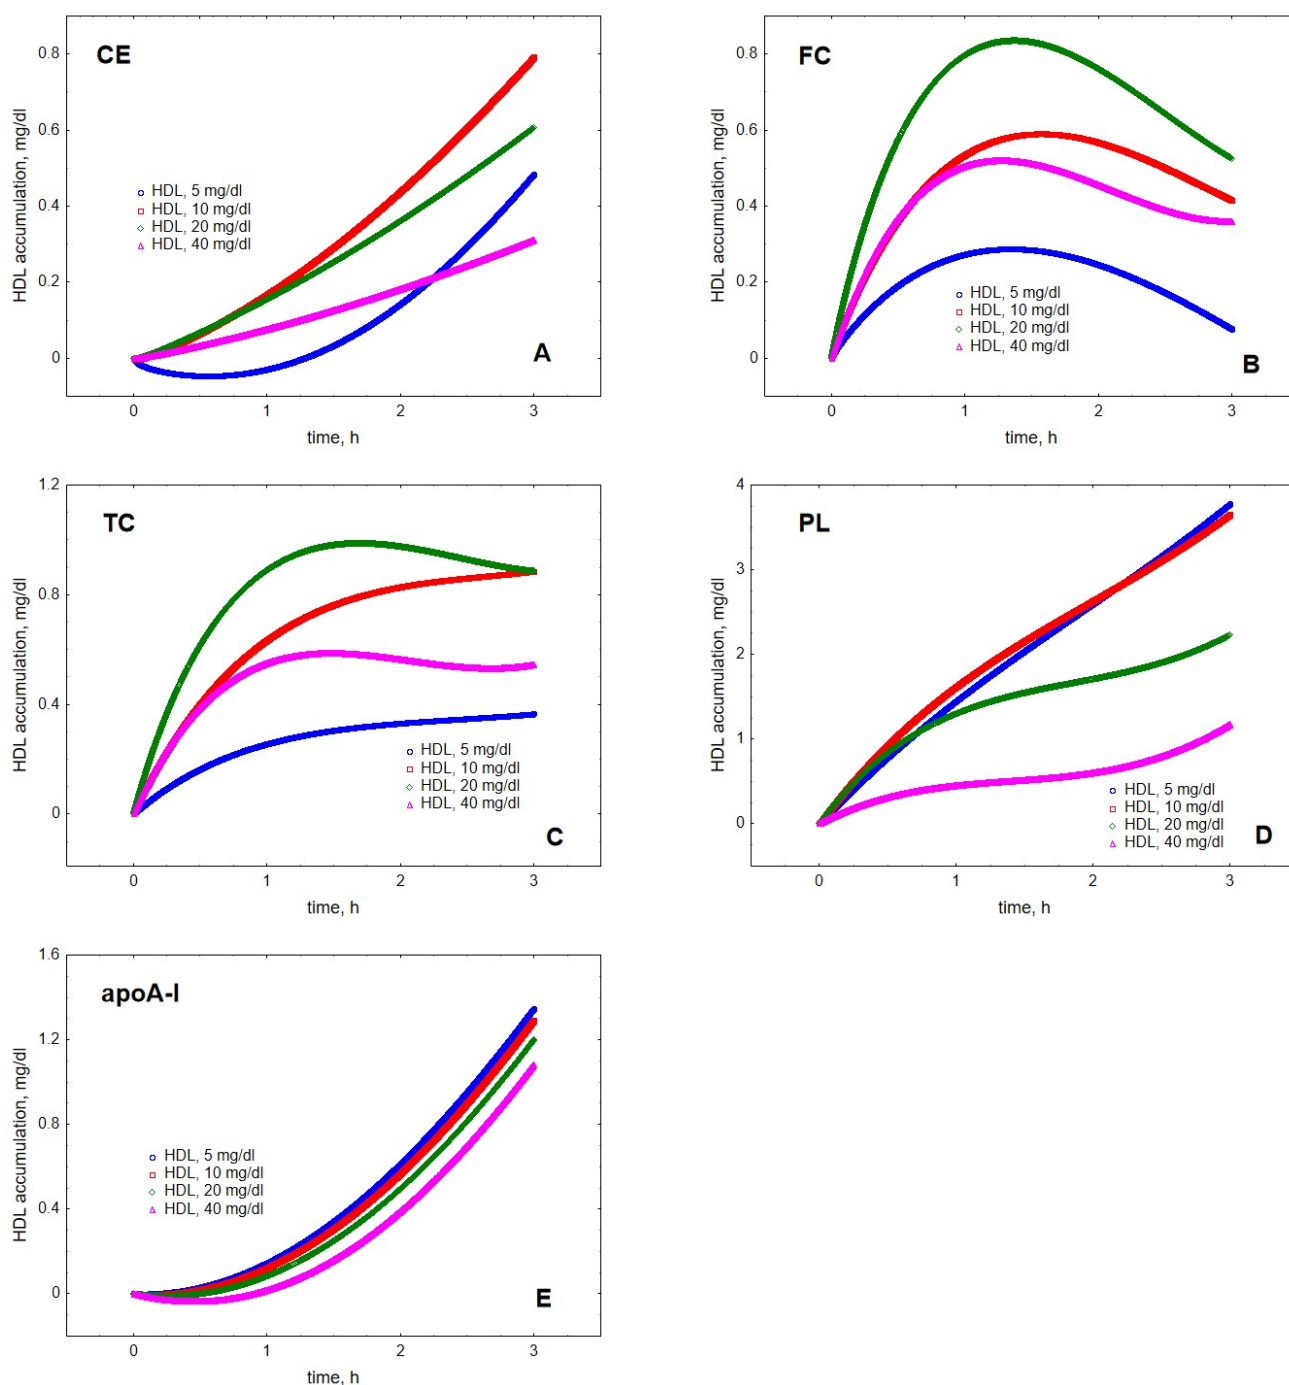 CE
HDL accumulation, mg/dl
0.8
0.6
0.4
0.2
0
HDL, 5 mg/dl
HDL, 10 mg/dl
HDL, 20 mg/dl
HDL, 40 mg/dl
A
0 1 2 3
time, h
FC
HDL accumulation, mg/dl
0.8
0.6
0.4
0.2
0
HDL, 5 mg/dl
HDL, 10 mg/dl
HDL, 20 mg/dl
HDL, 40 mg/dl
B
0 1 2 3
time, h
TC
HDL accumulation, mg/dl
1.2
0.8
0.4
0
HDL, 5 mg/dl
HDL, 10 mg/dl
HDL, 20 mg/dl
HDL, 40 mg/dl
C
0 1 2 3
time, h
PL
HDL accumulation, mg/dl
4
3
2
1
0
HDL, 5 mg/dl
HDL, 10 mg/dl
HDL, 20 mg/dl
HDL, 40 mg/dl
D
0 1 2 3
time, h
apoA-I
HDL accumulation, mg/dl
1.6
1.2
0.8
0.4
0
HDL, 5 mg/dl
HDL, 10 mg/dl
HDL, 20 mg/dl
HDL, 40 mg/dl
E
0 1 2 3
time, h